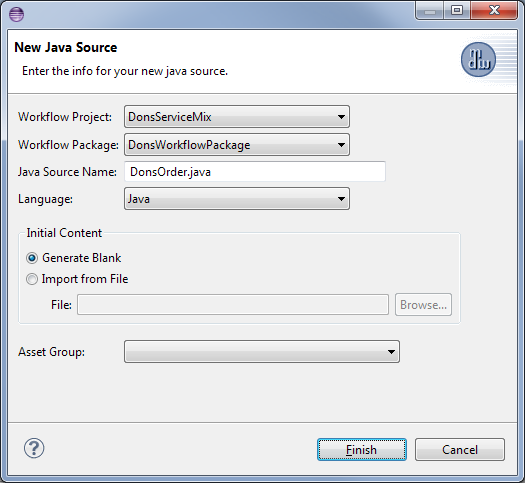 New Java Source
Enter the info for your new java source.
Workflow Project: DonsServiceMix
Workflow Package: DonsWorkflowPackage
Java Source Name: DonsOrder.java
Language: Java
Initial Content
Generate Blank
Import from File
File: Browse...
Asset Group:
? Finish Cancel